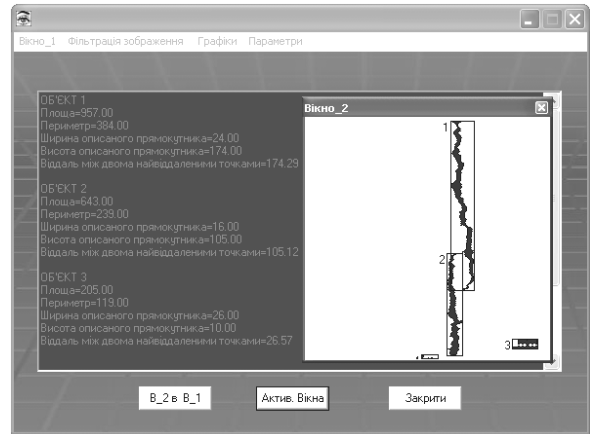 Вікно_1 Фільтрація зображення Графіки Параметри
ОБ'ЄКТ 1
Площа=957.00
Периметр=384.00
Ширина описаного прямокутника=24.00
Висота описаного прямокутника=174.00
Віддаль між двома найвіддаленими точками=174.29
ОБ'ЄКТ 2
Площа=643.00
Периметр=239.00
Ширина описаного прямокутника=16.00
Висота описаного прямокутника=105.00
Віддаль між двома найвіддаленими точками=105.12
ОБ'ЄКТ 3
Площа=205.00
Периметр=119.00
Ширина описаного прямокутника=26.00
Висота описаного прямокутника=10.00
Віддаль між двома найвіддаленими точками=26.57
Вікно_2
1
2
3
4
В_2 в В_1 Актив. Вікна Закрити